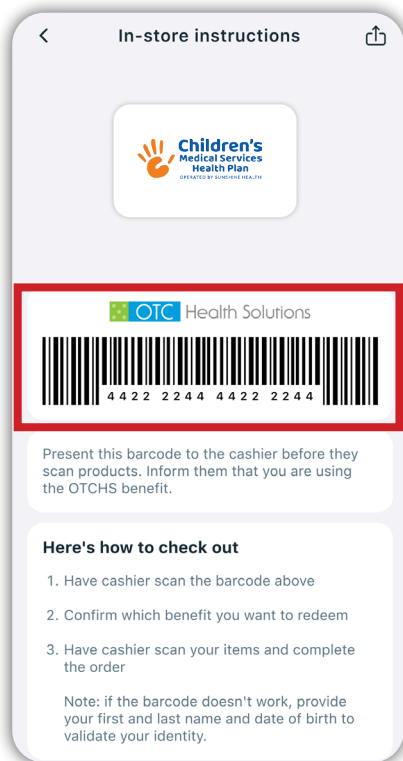 In-store instructions
Children's
Medical Services
Health Plan
OPERATED BY SUNSHINE HEALTH
OTC Health Solutions
4422 2244 4422 2244
Present this barcode to the cashier before they
scan products. Inform them that you are using
the OTCHS benefit.
Here's how to check out
1. Have cashier scan the barcode above
2. Confirm which benefit you want to redeem
3. Have cashier scan your items and complete
the order
Note: if the barcode doesn't work, provide
your first and last name and date of birth to
validate your identity.